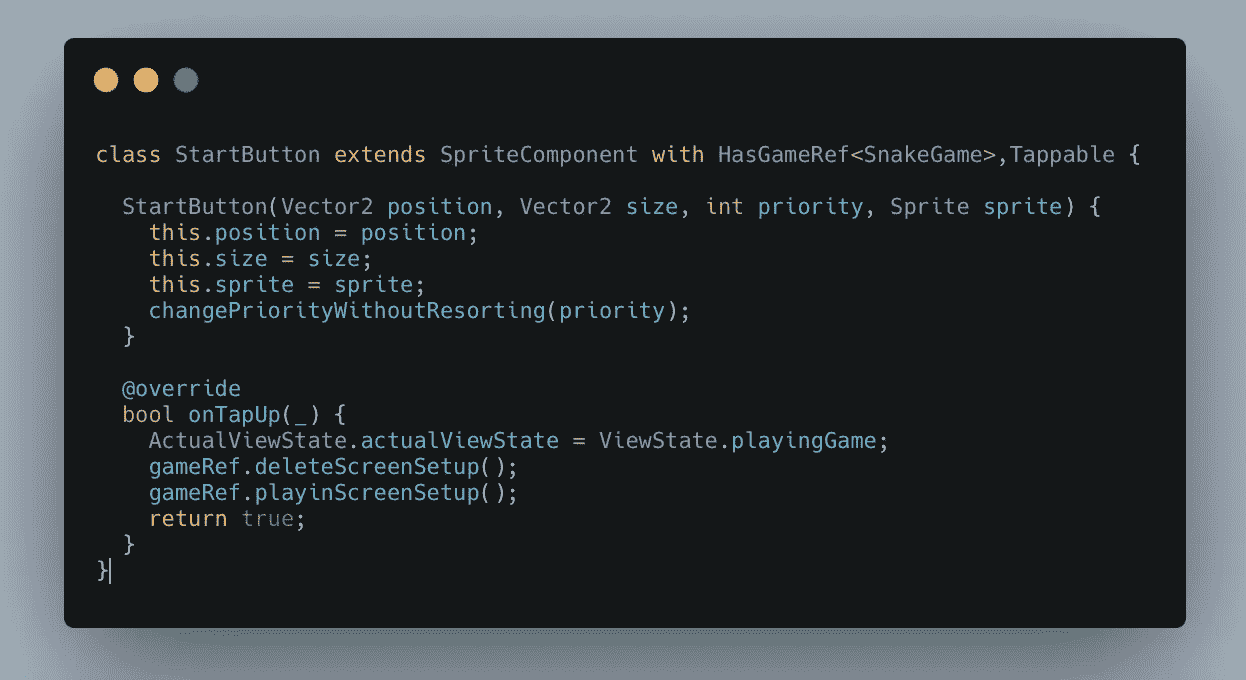 class StartButton extends SpriteComponent with HasGameRef<SnakeGame>,Tappable {
  StartButton(Vector2 position, Vector2 size, int priority, Sprite sprite) {
    this.position = position;
    this.size = size;
    this.sprite = sprite;
    changePriorityWithoutResorting(priority);
  }
  @override
  bool onTapUp(_) {
    ActualViewState.actualViewState = ViewState.playingGame;
    gameRef.deleteScreenSetup();
    gameRef.playinScreenSetup();
    return true;
  }
}